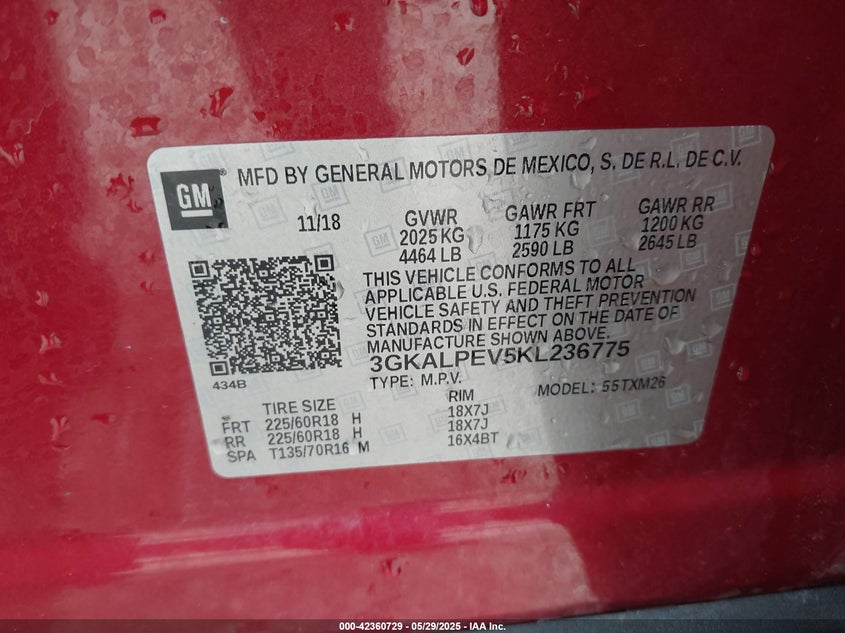 GM
MFD BY GENERAL MOTORS DE MEXICO, S. DE R.L. DE C.V.
11/18
GVWR
2025 KG
4464 LB
GAWR FRT
1175 KG
2590 LB
GAWR RR
1200 KG
2645 LB
THIS VEHICLE CONFORMS TO ALL
APPLICABLE U.S. FEDERAL MOTOR
VEHICLE SAFETY AND THEFT PREVENTION
STANDARDS IN EFFECT ON THE DATE OF
MANUFACTURE SHOWN ABOVE.
3GKALPEV5KL236775
434B
TYPE: M.P.V.
MODEL: 55TXM26
TIRE SIZE RIM
FRT 225/60R18 H 18X7J
RR 225/60R18 H 18X7J
SPA T135/70R16 M 16X4BT
000-42360729 - 05/29/2025 - IAA Inc.